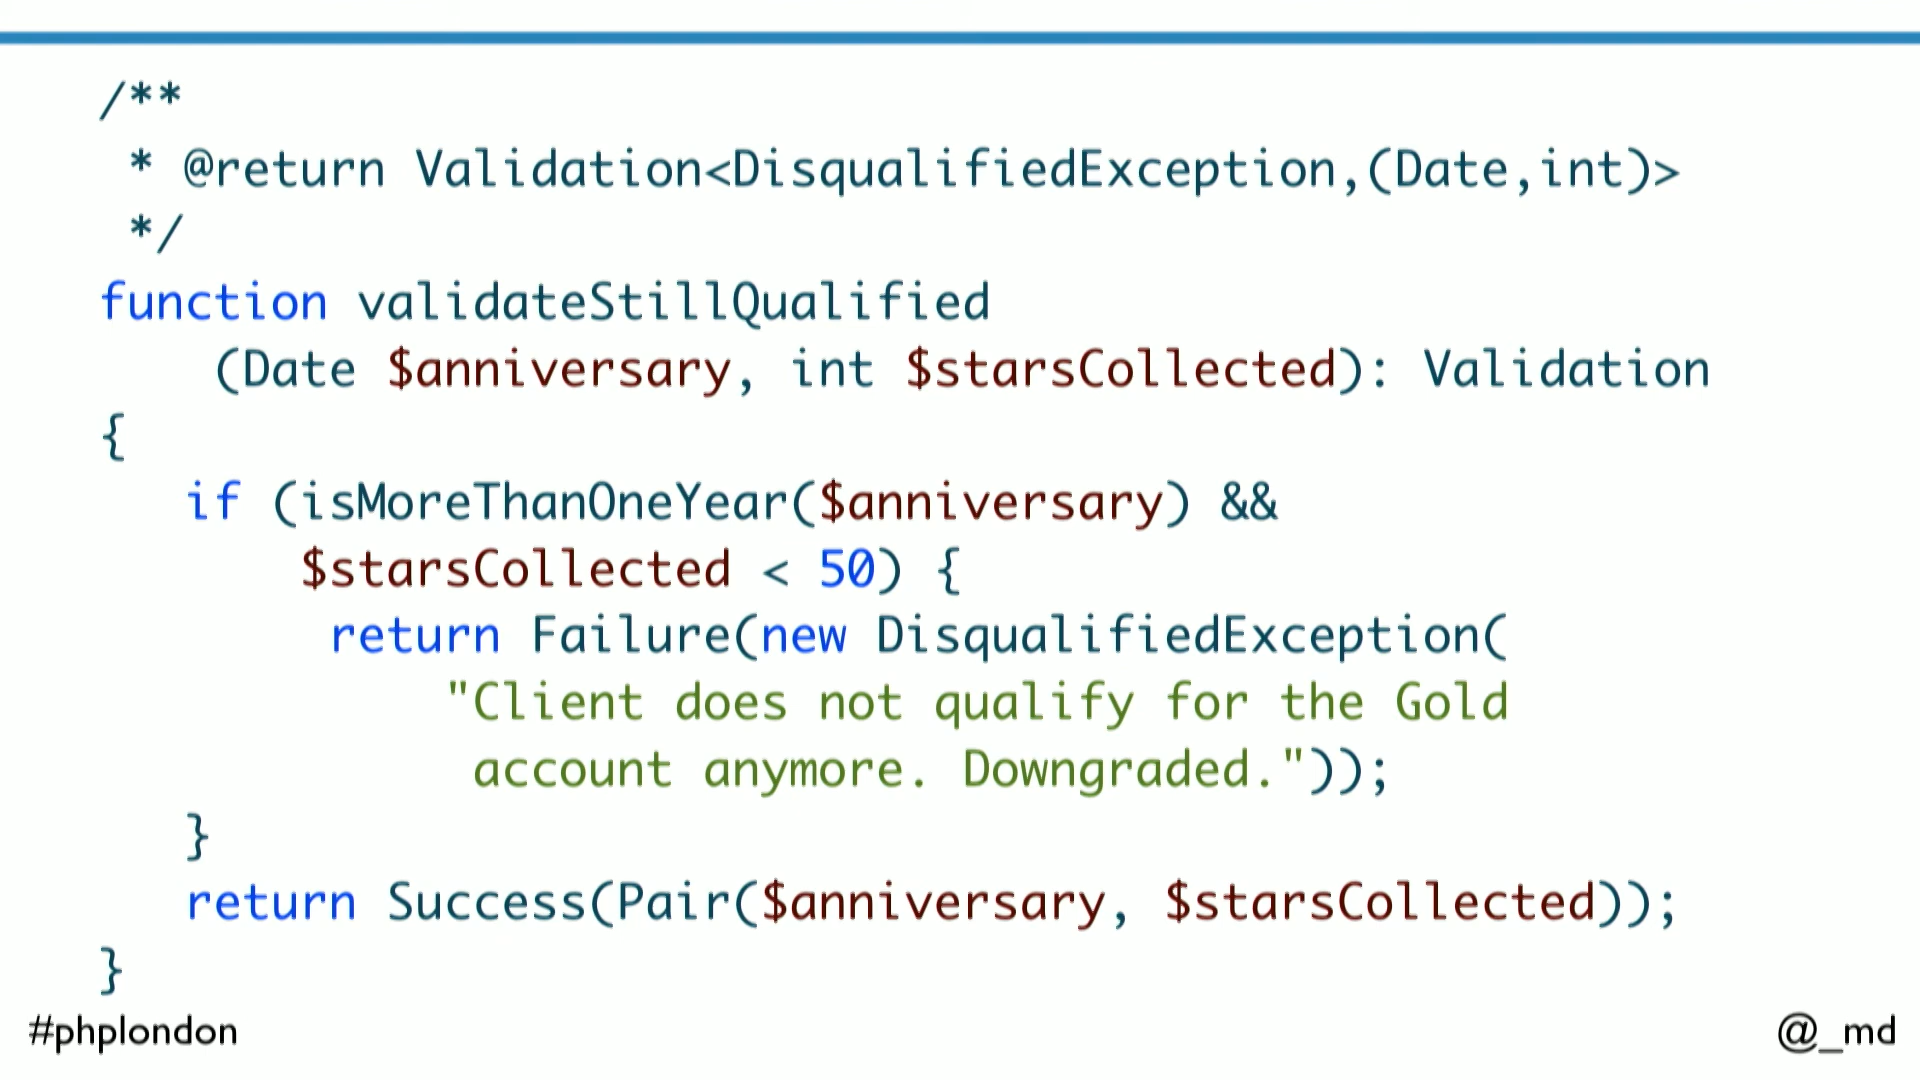 /**
 * @return Validation<DisqualifiedException,(Date,int)>
 */
function validateStillQualified
    (Date $anniversary, int $starsCollected): Validation
{
   if (isMoreThanOneYear($anniversary) &&
       $starsCollected < 50) {
        return Failure(new DisqualifiedException(
            "Client does not qualify for the Gold
             account anymore. Downgraded."));
   }
   return Success(Pair($anniversary, $starsCollected));
}
#phplondon
@_md